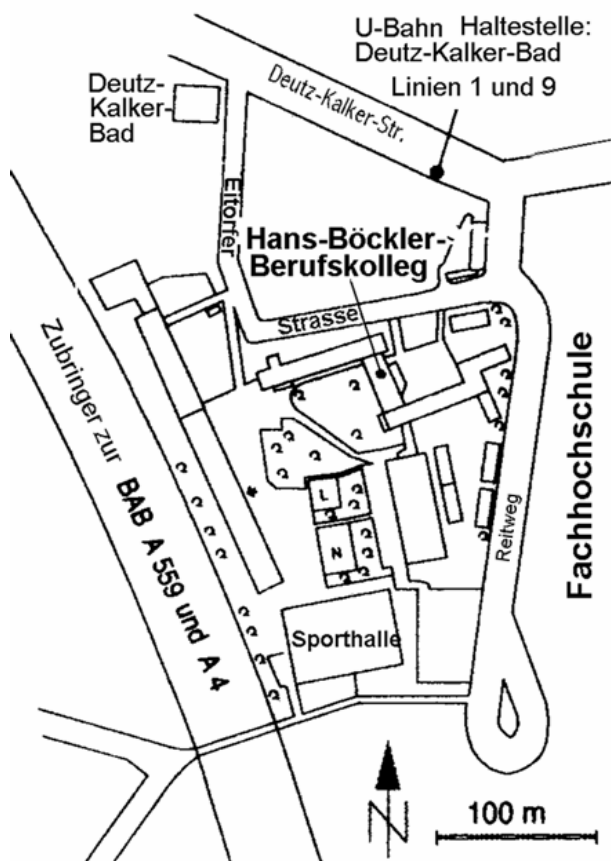 U-Bahn Haltestelle:
Deutz-Kalker-Bad
Linien 1 und 9
Deutz-Kalker-Str.
Deutz-
Kalker-
Bad
Eitorfer
Strasse
Hans-Böckler-
Berufskolleg
Zubringer zur BAB A 559 und A 4
L
N
Sporthalle
Reitweg
Fachhochschule
N
100 m